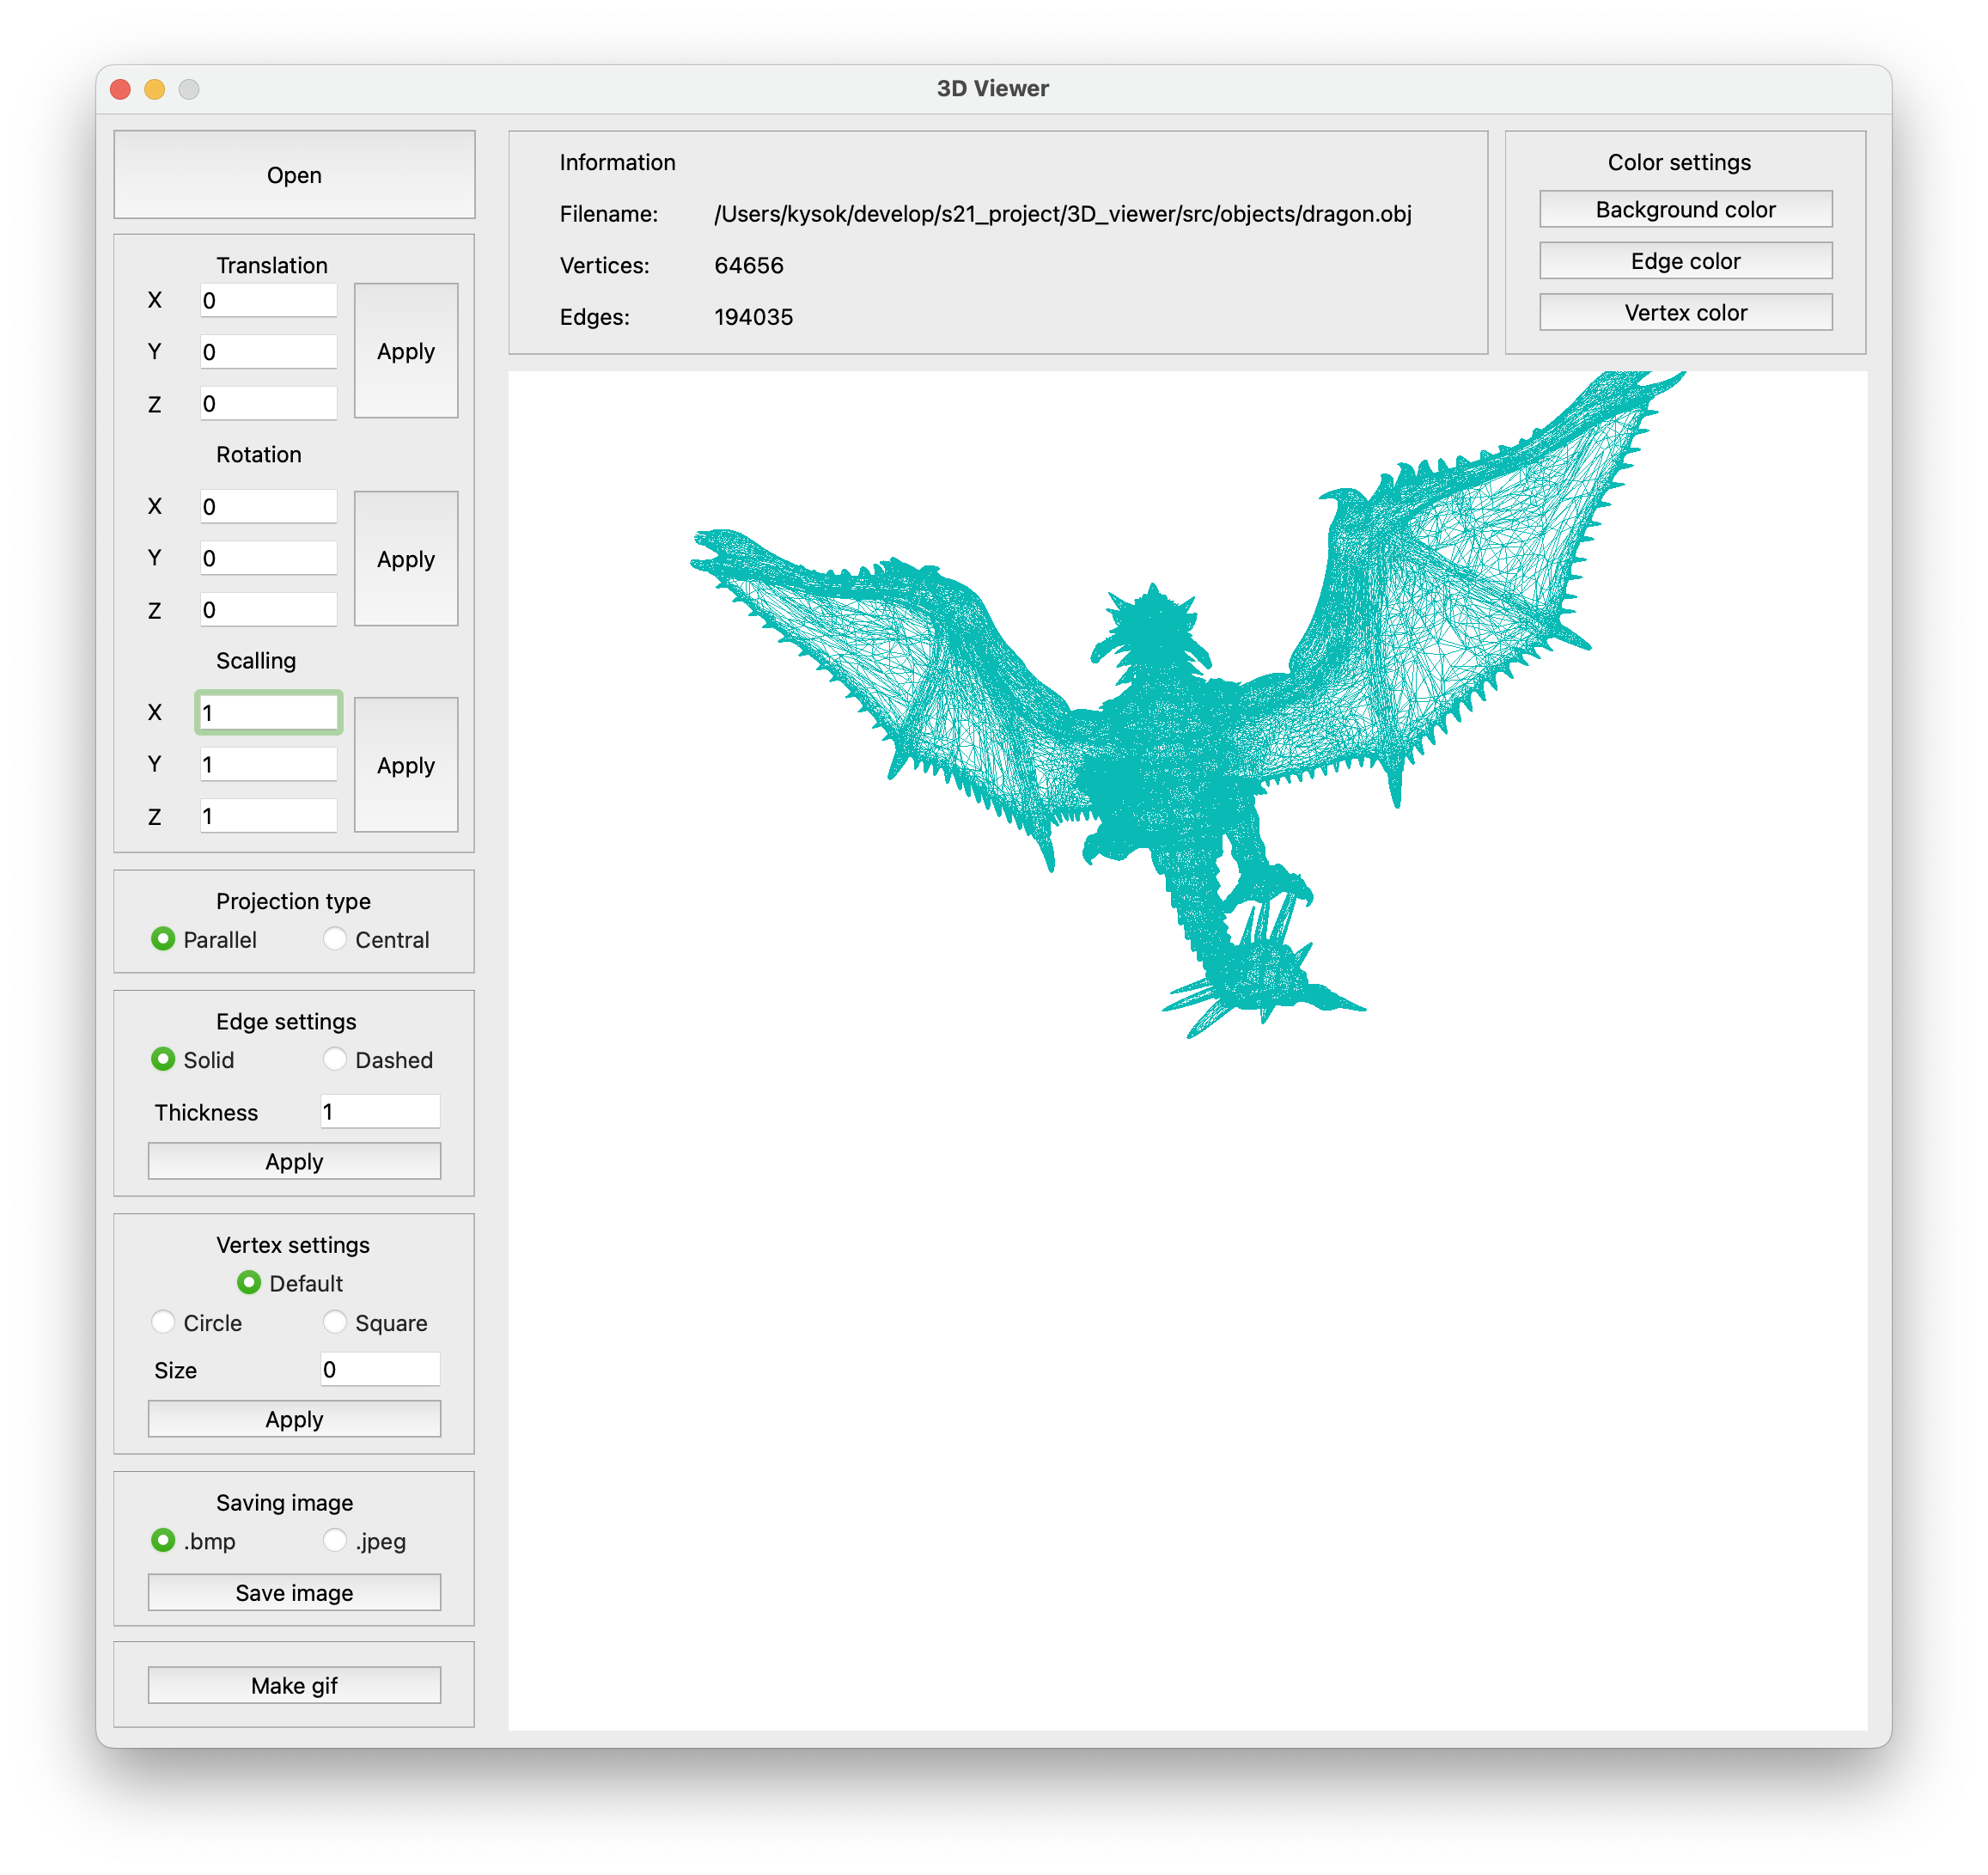 3D Viewer
Open
Translation
X 0
Y 0
Z 0
Apply
Rotation
X 0
Y 0
Z 0
Apply
Scalling
X 1
Y 1
Z 1
Apply
Projection type
Parallel Central
Edge settings
Solid Dashed
Thickness 1
Apply
Vertex settings
Default
Circle Square
Size 0
Apply
Saving image
.bmp .jpeg
Save image
Make gif
Information
Filename: /Users/kysok/develop/s21_project/3D_viewer/src/objects/dragon.obj
Vertices: 64656
Edges: 194035
Color settings
Background color
Edge color
Vertex color